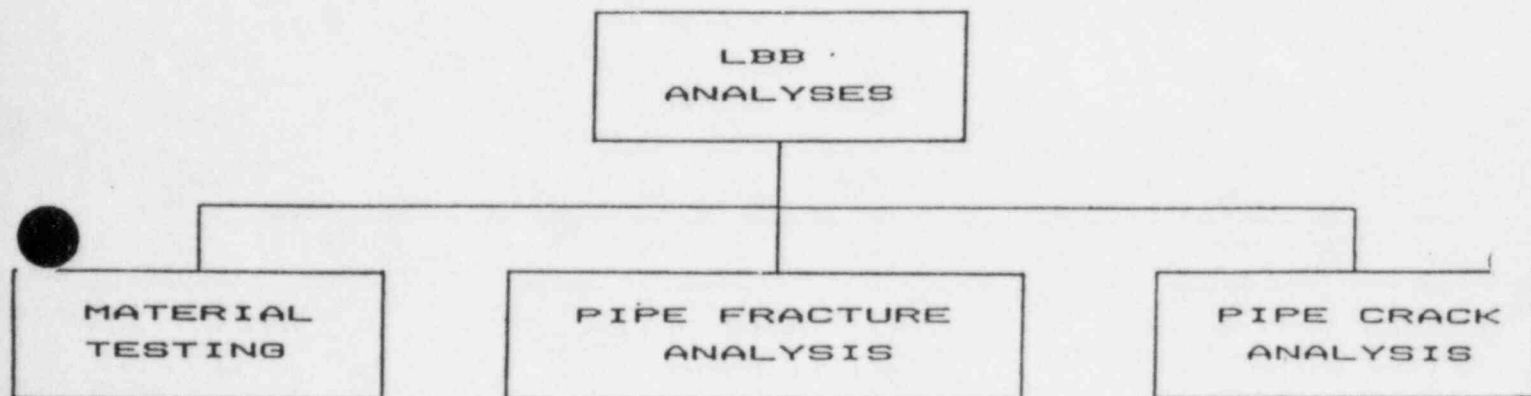 LBB
ANALYSES
MATERIAL
TESTING
PIPE FRACTURE
ANALYSIS
PIPE CRACK
ANALYSIS